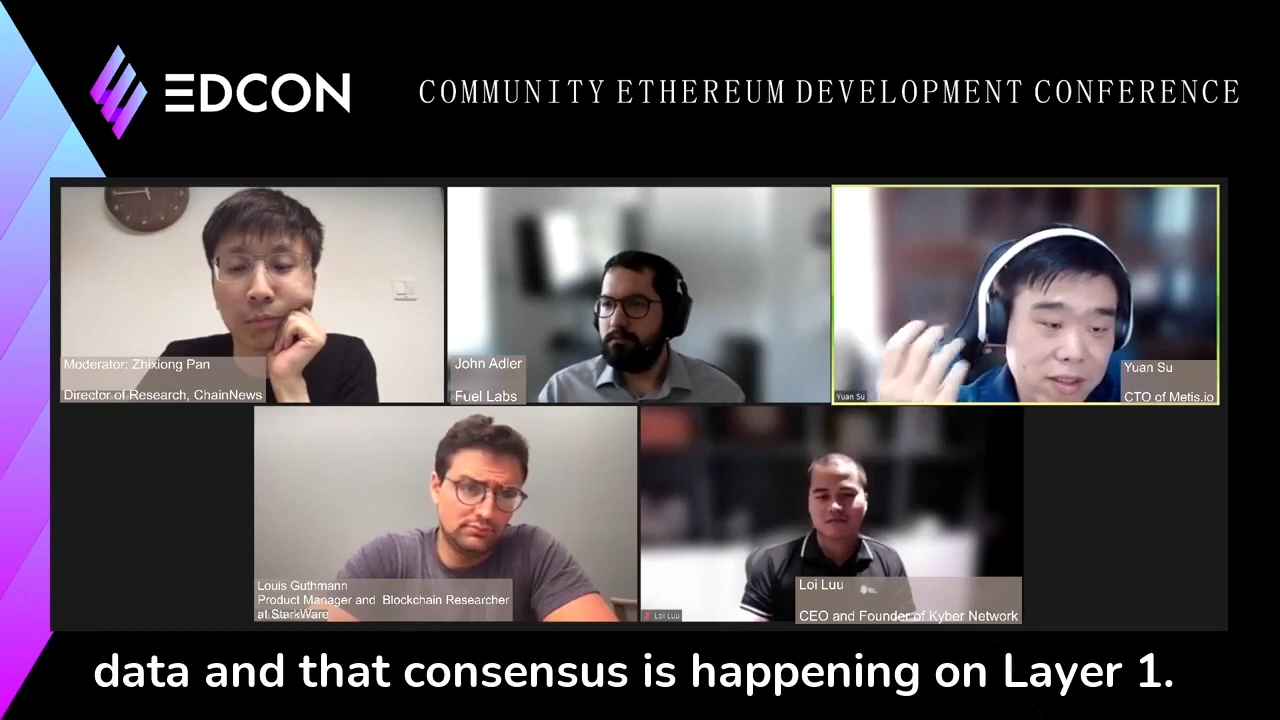 EDCON
COMMUNITY ETHEREUM DEVELOPMENT CONFERENCE
Moderator: Zhixiong Pan
Director of Research, ChainNews
John Adler
Fuel Labs
Yuan Su
Yuan Su
CTO of Metis.io
Louis Guthmann
Product Manager and Blockchain Researcher
at StarkWare
Loi Luu
Loi Luu
CEO and Founder of Kyber Network
data and that consensus is happening on Layer 1.